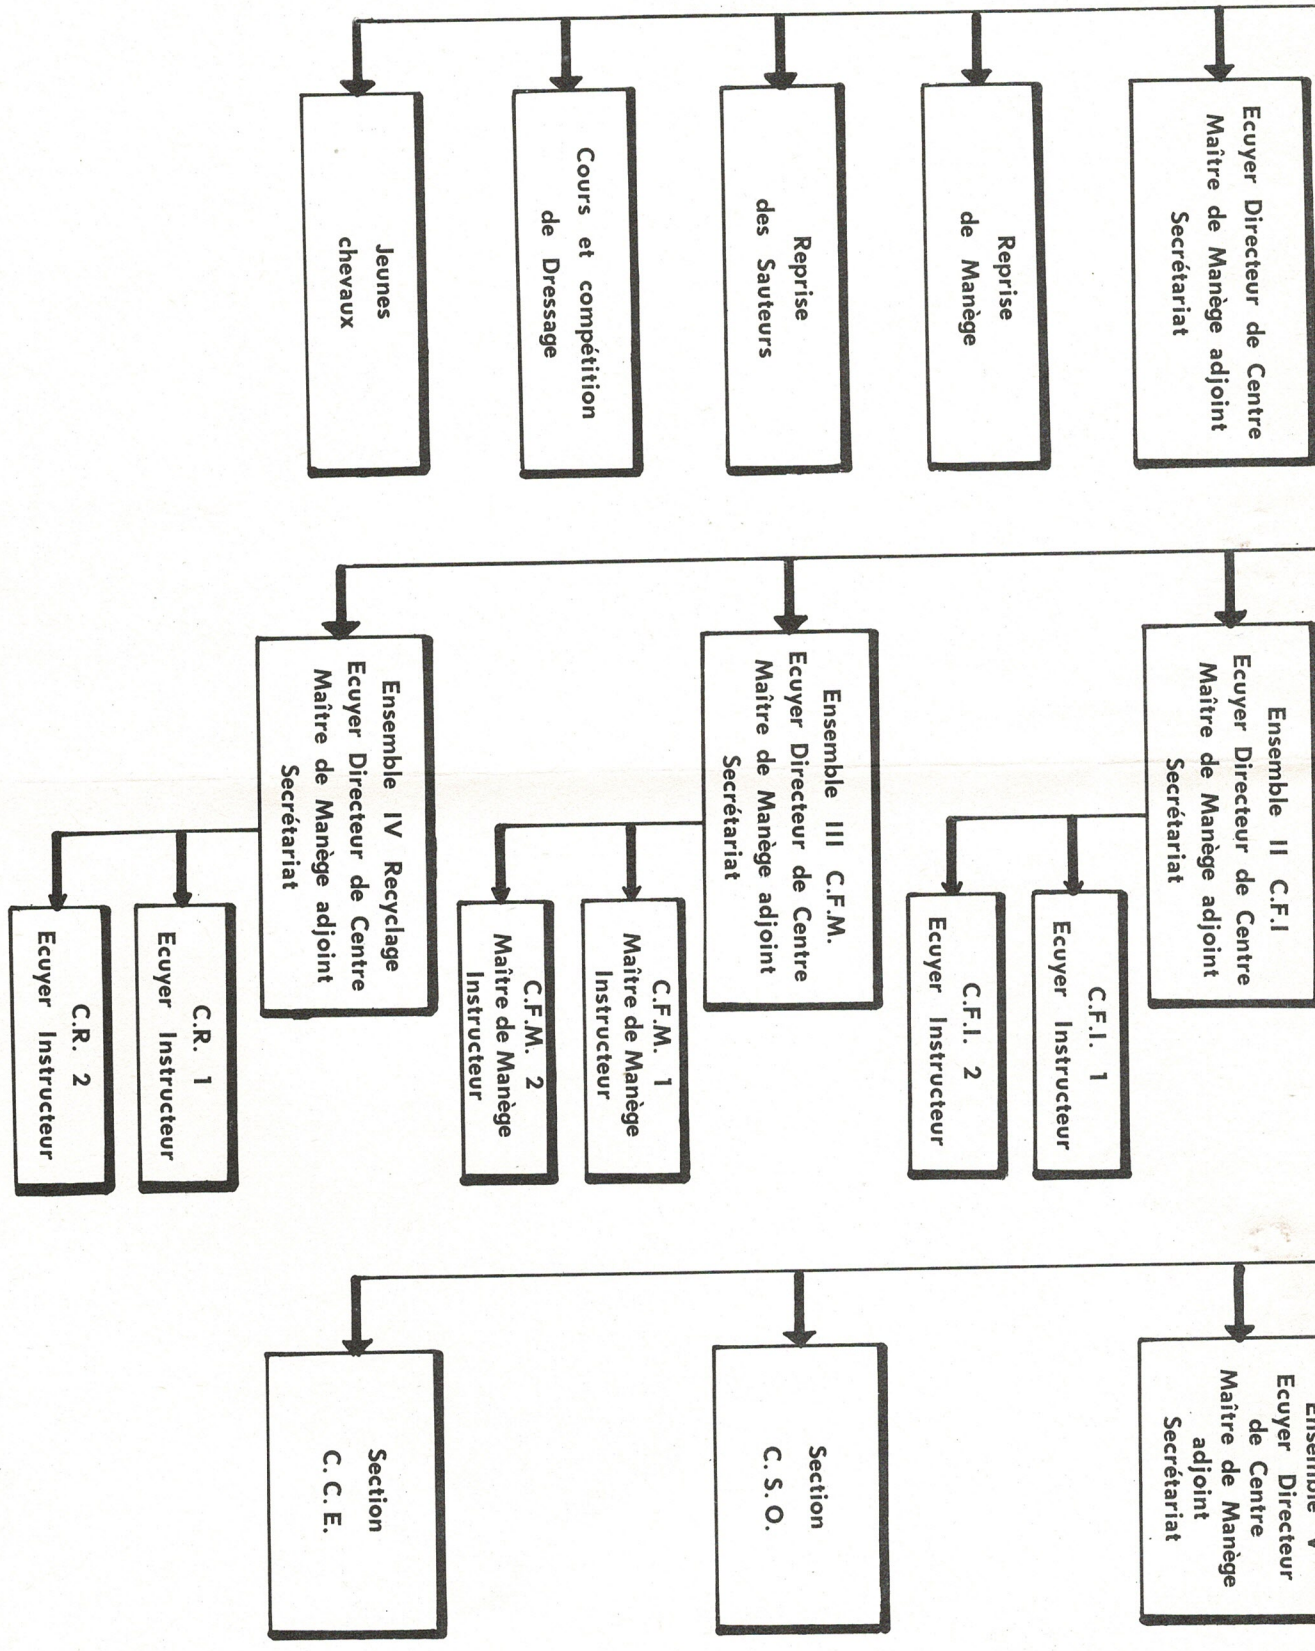 Ecuyer Directeur de Centre
Maître de Manège adjoint
Secrétariat
Reprise
de Manège
Reprise
des Sauteurs
Cours et compétition
de Dressage
Jeunes
chevaux
Ensemble II C.F.I
Ecuyer Directeur de Centre
Maître de Manège adjoint
Secrétariat
C.F.I. 1
Ecuyer Instructeur
C.F.I. 2
Ecuyer Instructeur
Ensemble III C.F.M.
Ecuyer Directeur de Centre
Maître de Manège adjoint
Secrétariat
C.F.M. 1
Maître de Manège
Instructeur
C.F.M. 2
Maître de Manège
Instructeur
Ensemble IV Recyclage
Ecuyer Directeur de Centre
Maître de Manège adjoint
Secrétariat
C.R. 1
Ecuyer Instructeur
C.R. 2
Ecuyer Instructeur
Ensemble V
Ecuyer Directeur
de Centre
Maître de Manège
adjoint
Secrétariat
Section
C. S. O.
Section
C. C. E.